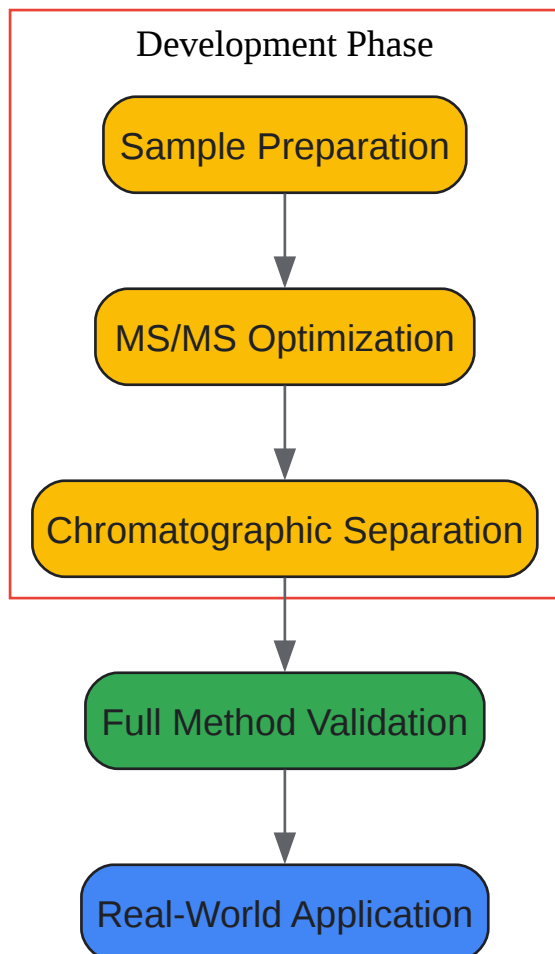 Development Phase
Sample Preparation
MS/MS Optimization
Chromatographic Separation
Full Method Validation
Real-World Application